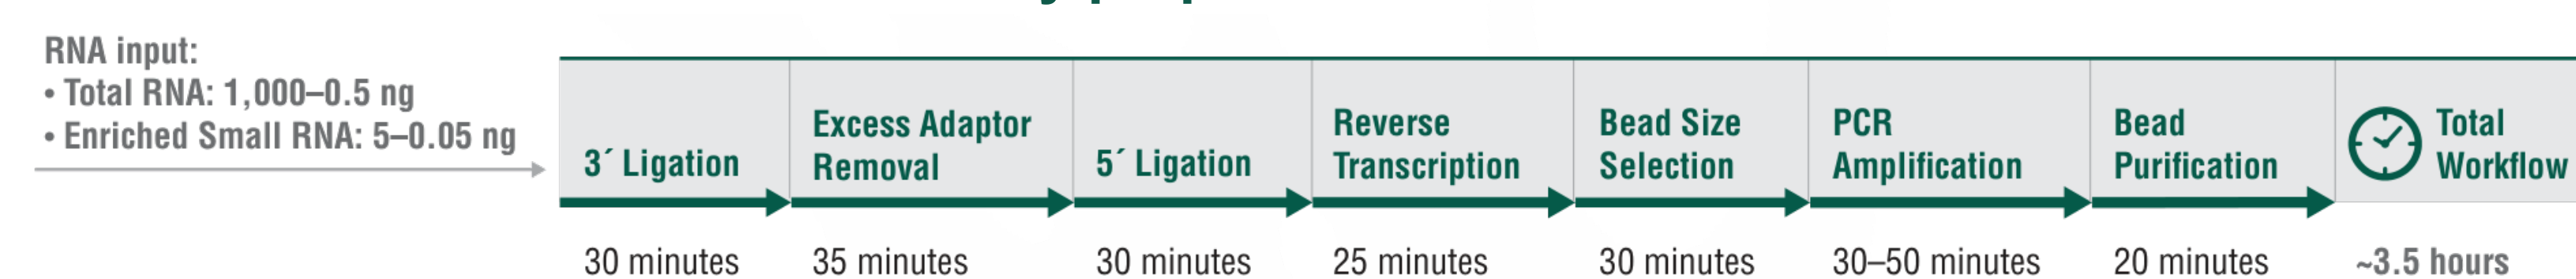 RNA input:
• Total RNA: 1,000–0.5 ng
• Enriched Small RNA: 5–0.05 ng
3´ Ligation
Excess Adaptor
Removal
5´ Ligation
Reverse
Transcription
Bead Size
Selection
PCR
Amplification
Bead
Purification
Total
Workflow
30 minutes
35 minutes
30 minutes
25 minutes
30 minutes
30–50 minutes
20 minutes
~3.5 hours